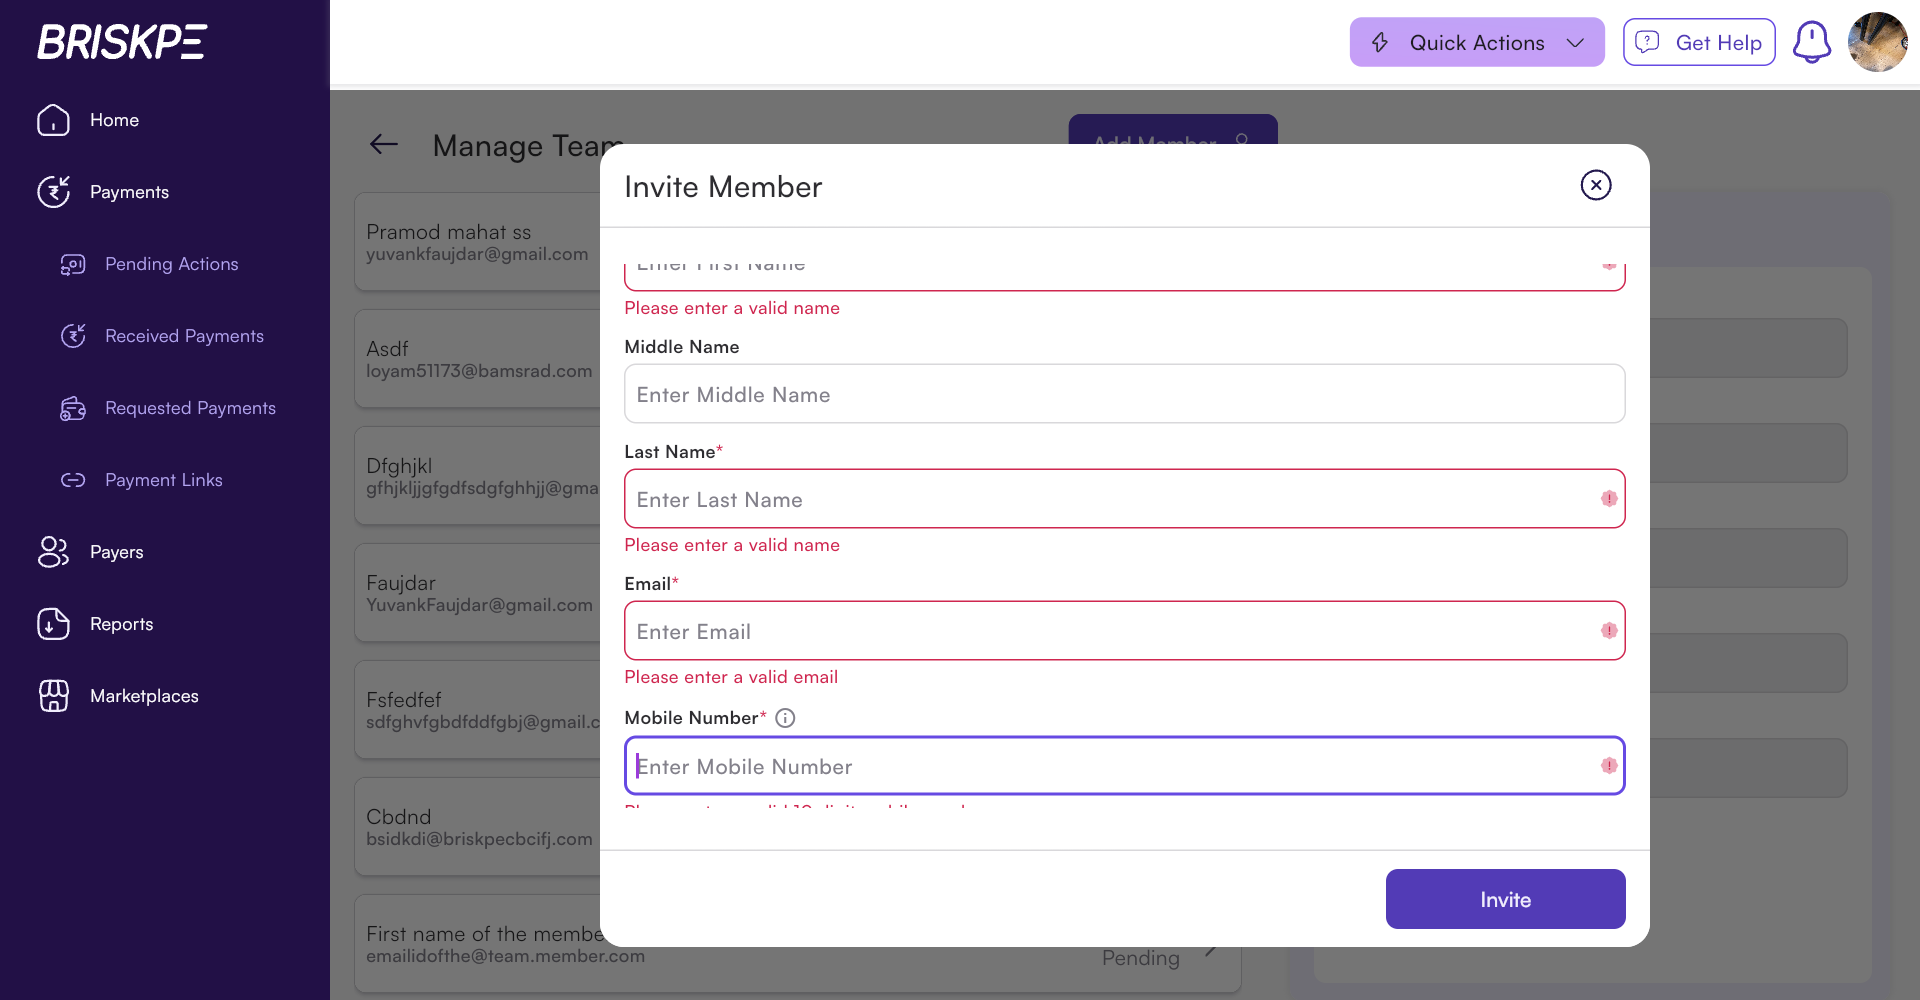 BRISKPE
Quick Actions
Get Help
Home
Payments
Pending Actions
Received Payments
Requested Payments
Payment Links
Payers
Reports
Marketplaces
Manage Team
Add Member
Pramod mahat ss
yuvankfaujdar@gmail.com
Asdf
loyam51173@bamsrad.com
Dfghjkl
gfhjkljjgfgdfsdgfghhjj@gma
Faujdar
YuvankFaujdar@gmail.com
Fsfedfef
sdfghvfgbdfddfgbj@gmail.c
Cbdnd
bsidkdi@briskpecbcifj.com
First name of the membe
emailidofthe@team.member.com
Pending
Invite Member
Enter First Name
Please enter a valid name
Middle Name
Enter Middle Name
Last Name*
Enter Last Name
Please enter a valid name
Email*
Enter Email
Please enter a valid email
Mobile Number*
Enter Mobile Number
Invite